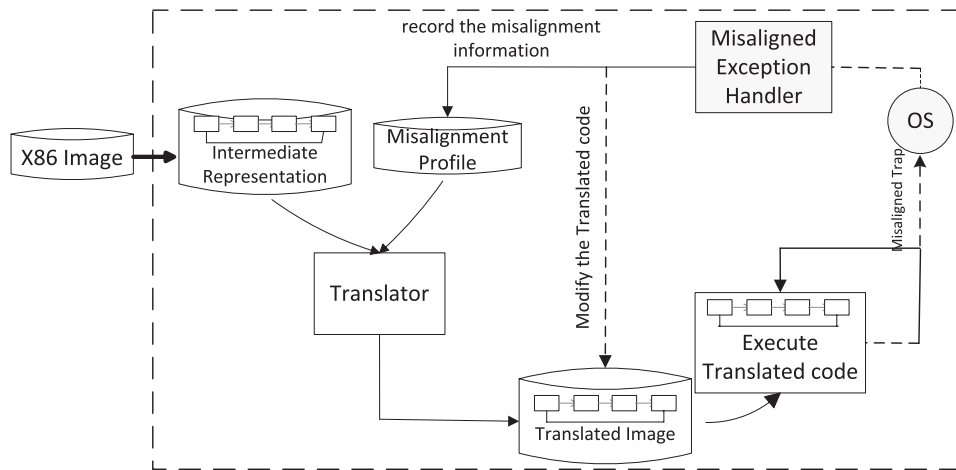 record the misalignment
information
Misaligned
Exception
Handler
OS
X86 Image
Intermediate
Representation
Misalignment
Profile
Modify the Translated code
Misaligned Trap
Translator
Execute
Translated code
Translated Image